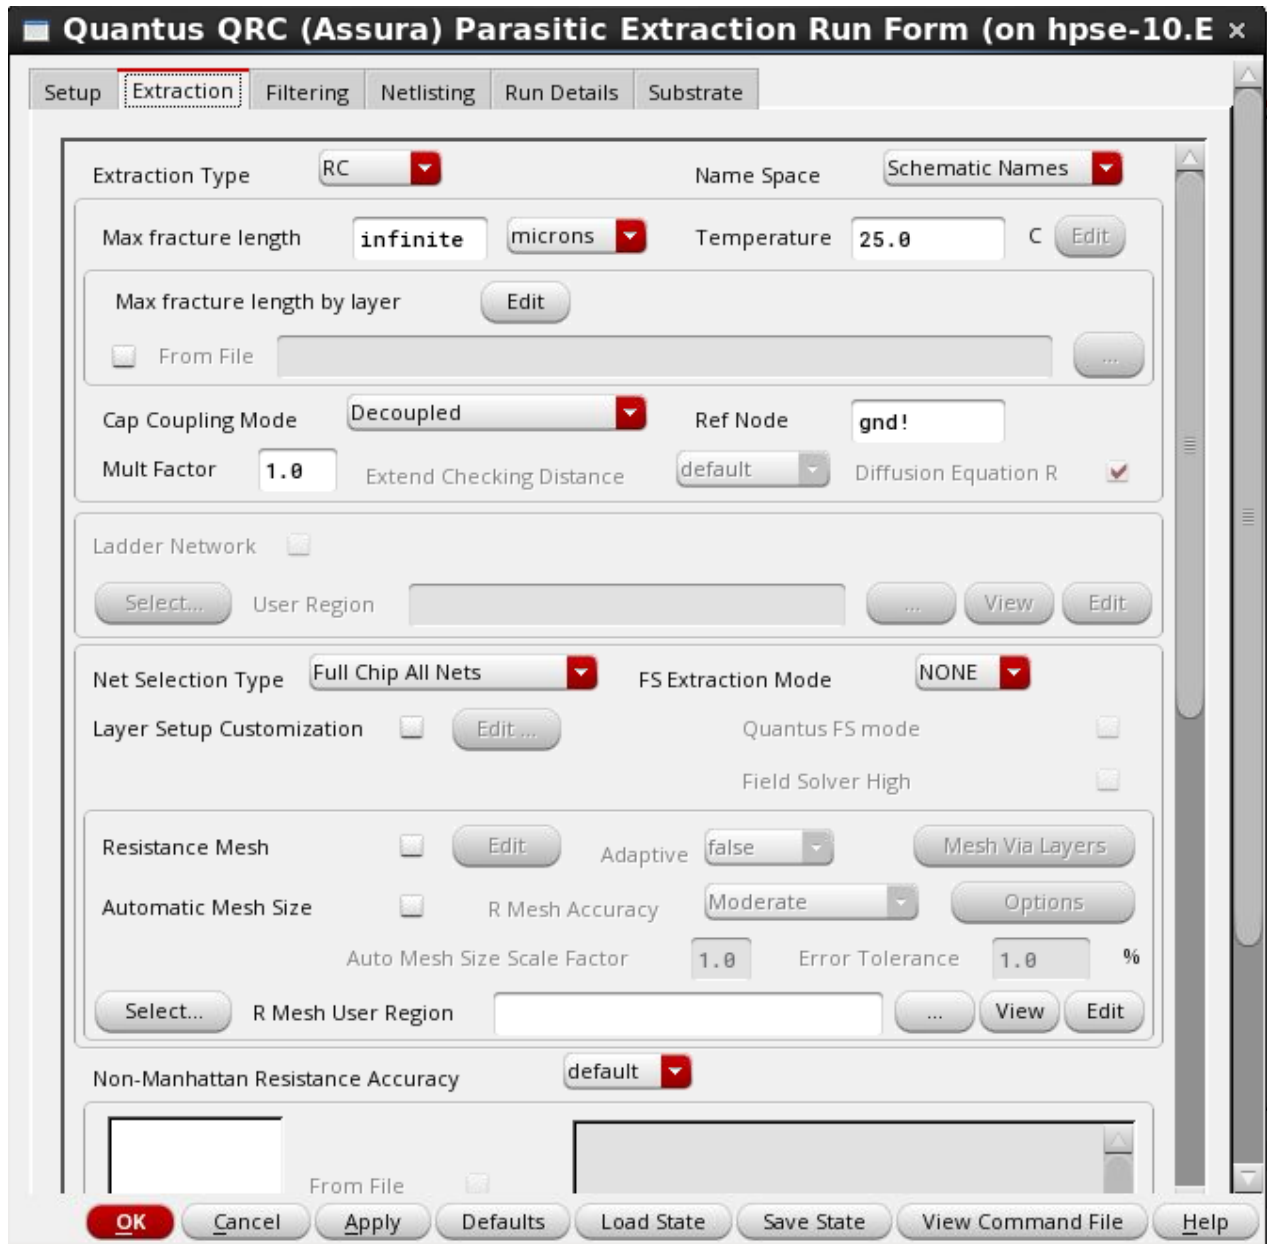 Quantus QRC (Assura) Parasitic Extraction Run Form (on hpse-10.E ×
Setup Extraction Filtering Netlisting Run Details Substrate
Extraction Type RC Name Space Schematic Names
Max fracture length infinite microns Temperature 25.0 C Edit
Max fracture length by layer Edit
From File ...
Cap Coupling Mode Decoupled Ref Node gnd!
Mult Factor 1.0 Extend Checking Distance default Diffusion Equation R
Ladder Network
Select... User Region ... View Edit
Net Selection Type Full Chip All Nets FS Extraction Mode NONE
Layer Setup Customization Edit ... Quantus FS mode
Field Solver High
Resistance Mesh Edit Adaptive false Mesh Via Layers
Automatic Mesh Size R Mesh Accuracy Moderate Options
Auto Mesh Size Scale Factor 1.0 Error Tolerance 1.0 %
Select... R Mesh User Region ... View Edit
Non-Manhattan Resistance Accuracy default
From File
OK Cancel Apply Defaults Load State Save State View Command File Help